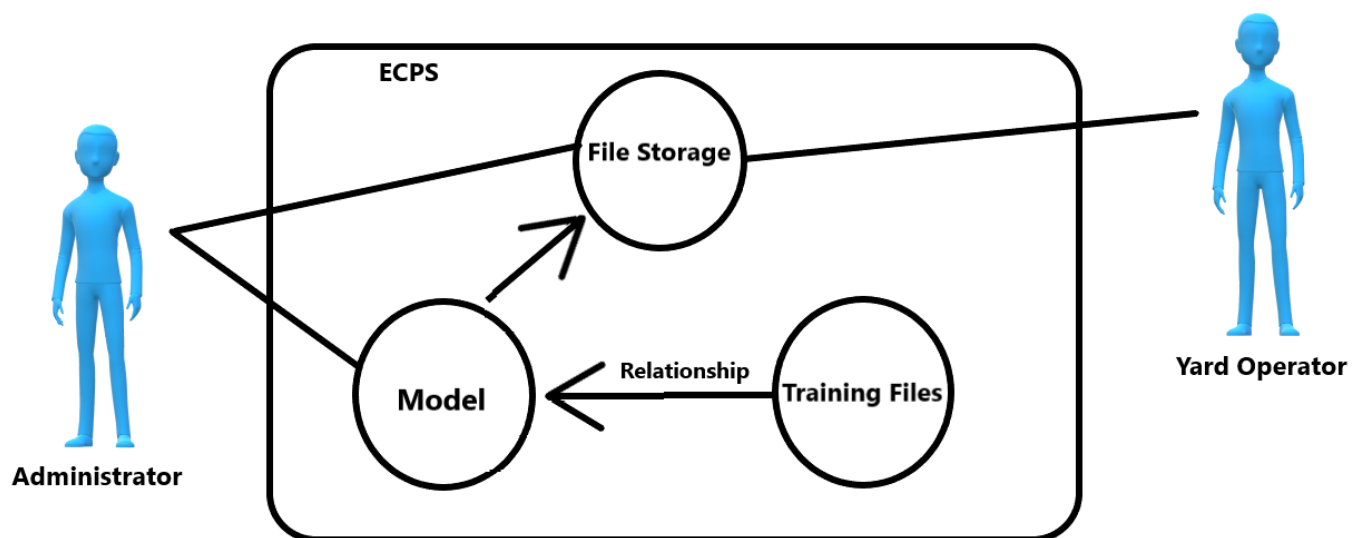 ECPS
File Storage
Relationship
Model
Training Files
Administrator
Yard Operator